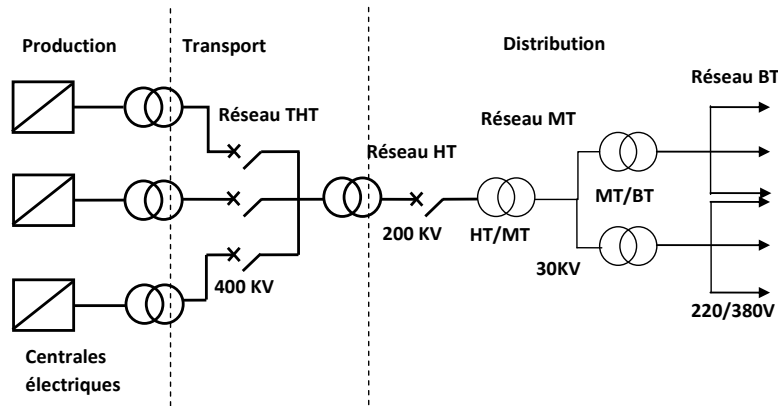 Production
Transport
Distribution
Réseau BT
Réseau THT
Réseau MT
Réseau HT
MT/BT
200 KV
HT/MT
30KV
400 KV
220/380V
Centrales
électriques